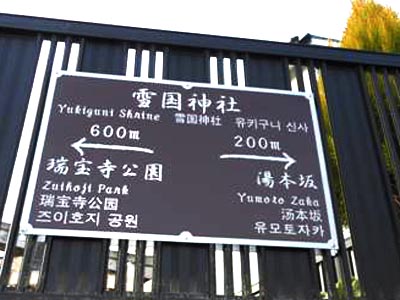 雪国神社
Yukiguni Shrine 雪国神社 유키구니 신사
600m 200m
瑞宝寺公園 湯本坂
Zuihoji Park Yumoto Zaka
瑞宝寺公园 汤本坂
즈이호지 공원 유모토자카